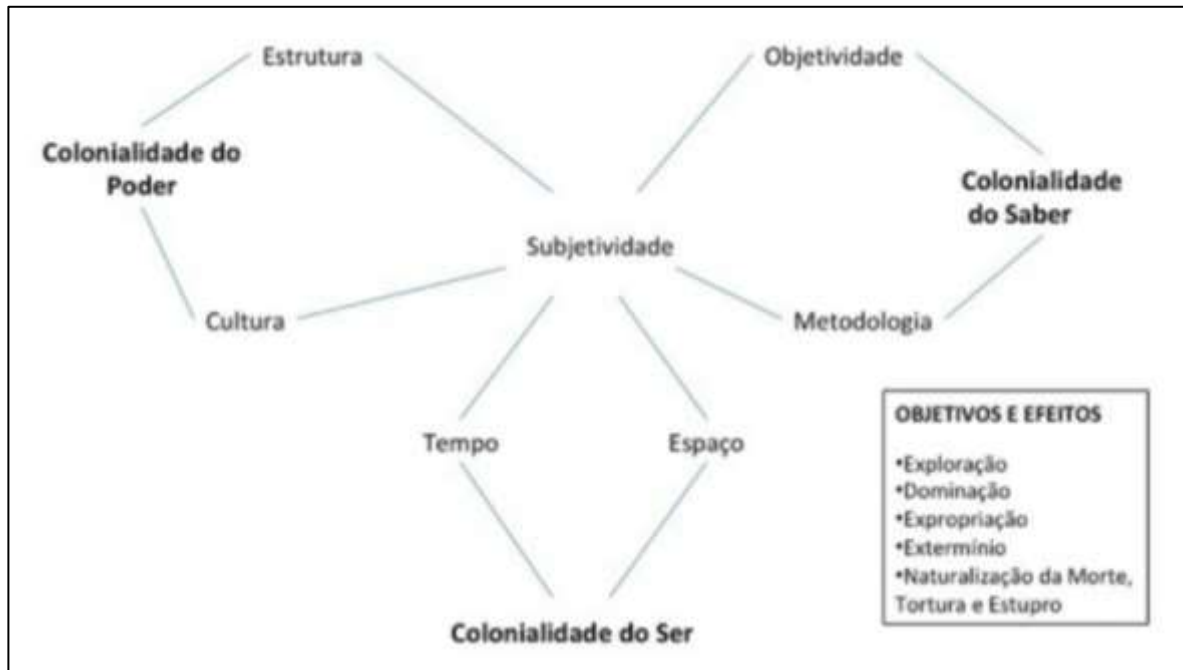 Estrutura
Objetividade
Colonialidade do
Poder
Colonialidade
do Saber
Subjetividade
Cultura
Metodologia
Tempo
Espaço
Colonialidade do Ser
OBJETIVOS E EFEITOS
•Exploração
•Dominação
•Expropriação
•Extermínio
•Naturalização da Morte,
Tortura e Estupro